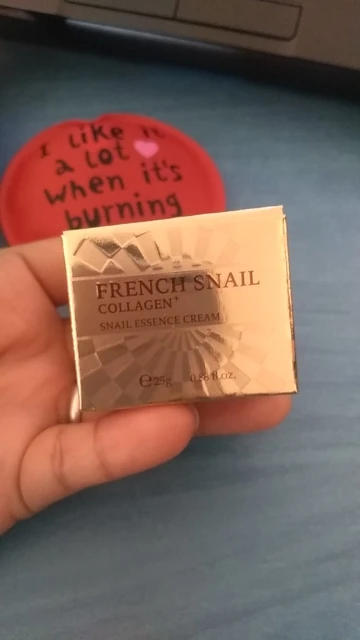 I like it
a lot
when it's
burning
FRENCH SNAIL
COLLAGEN+
SNAIL ESSENCE CREAM
℮25g 0.88 fl.oz.